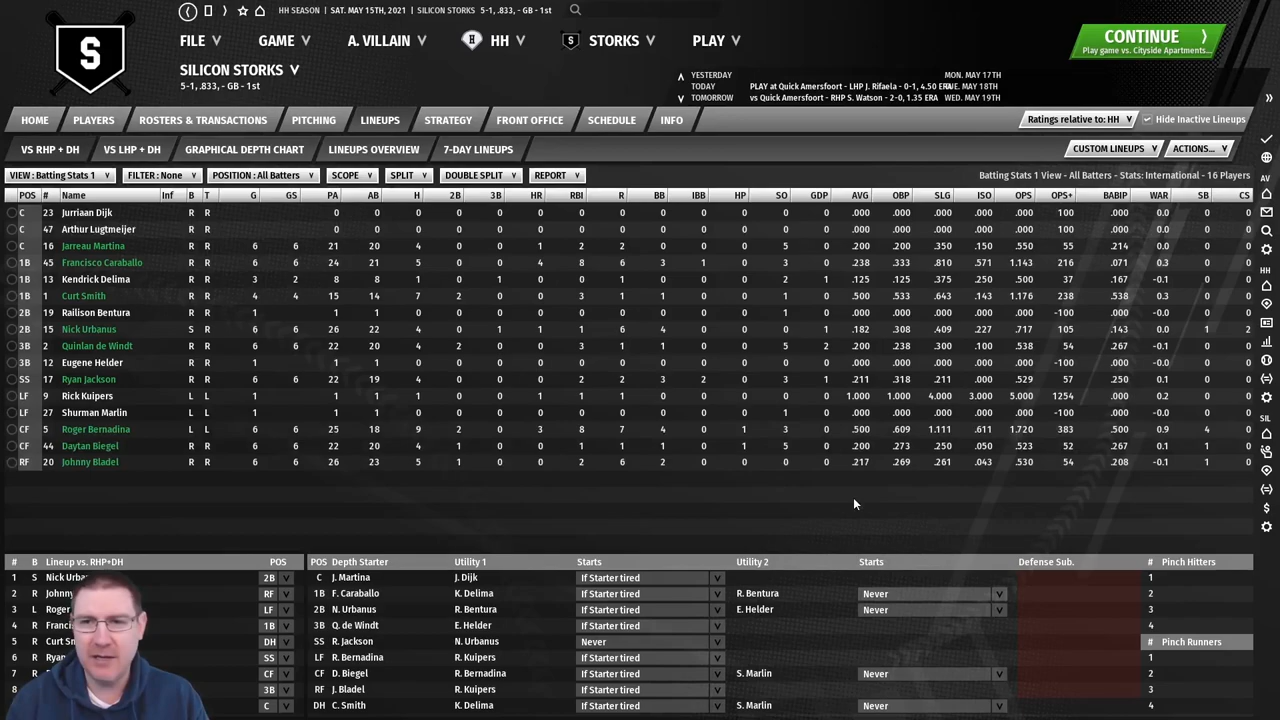 HH SEASON | SAT. MAY 15TH, 2021 | SILICON STORKS 5-1, .833, - GB - 1st
S
FILE GAME A. VILLAIN HH STORKS PLAY
CONTINUE
Play game vs. Cityside Apartments...
SILICON STORKS
5-1, .833, - GB - 1st
YESTERDAY MON. MAY 17TH
TODAY PLAY at Quick Amersfoort - LHP J. Rifaela - 0-1, 4.50 ERA TUE. MAY 18TH
TOMORROW vs Quick Amersfoort - RHP S. Watson - 2-0, 1.35 ERA WED. MAY 19TH
HOME PLAYERS ROSTERS & TRANSACTIONS PITCHING LINEUPS STRATEGY FRONT OFFICE SCHEDULE INFO Ratings relative to: HH Hide Inactive Lineups
VS RHP + DH VS LHP + DH GRAPHICAL DEPTH CHART LINEUPS OVERVIEW 7-DAY LINEUPS CUSTOM LINEUPS ACTIONS...
VIEW : Batting Stats 1 FILTER : None POSITION : All Batters SCOPE SPLIT DOUBLE SPLIT REPORT Batting Stats 1 View - All Batters - Stats: International - 16 Players
POS # Name Inf B T G GS PA AB H 2B 3B HR RBI R BB IBB HP SO GDP AVG OBP SLG ISO OPS OPS+ BABIP WAR SB CS
C 23 Jurriaan Dijk R R 0 0 0 0 0 0 0 0 0 0 0 0 0 .000 .000 .000 .000 .000 100 .000 0.0 0 0
C 47 Arthur Lugtmeijer R R 0 0 0 0 0 0 0 0 0 0 0 0 0 .000 .000 .000 .000 .000 100 .000 0.0 0 0
C 16 Jarreau Martina R R 6 6 21 20 4 0 0 1 2 2 0 0 0 5 0 .200 .200 .350 .150 .550 55 .214 0.0 0 0
1B 45 Francisco Caraballo R R 6 6 24 21 5 0 0 4 8 6 3 1 0 3 1 .238 .333 .810 .571 1.143 216 .071 0.3 0 0
1B 13 Kendrick Delima R R 3 2 8 8 1 0 1 0 0 1 0 0 0 2 1 .125 .125 .375 .250 .500 37 .167 -0.1 0 0
1B 1 Curt Smith R R 4 4 15 14 7 2 0 0 3 1 1 0 0 1 0 .500 .533 .643 .143 1.176 238 .538 0.3 0 0
2B 19 Railison Bentura R R 1 1 1 0 0 0 0 0 0 0 0 0 0 0 .000 .000 .000 .000 .000 -100 .000 -0.0 0 0
2B 15 Nick Urbanus S R 6 6 26 22 4 0 1 1 1 6 4 0 0 0 1 .182 .308 .409 .227 .717 105 .143 0.0 1 2
3B 2 Quinlan de Windt R R 6 6 22 20 4 2 0 0 3 1 1 0 0 5 2 .200 .238 .300 .100 .538 54 .267 -0.1 0 0
3B 12 Eugene Helder R R 1 1 1 0 0 0 0 0 0 0 0 0 0 0 .000 .000 .000 .000 .000 -100 .000 -0.0 0 0
SS 17 Ryan Jackson R R 6 6 22 19 4 0 0 0 2 2 3 2 0 3 1 .211 .318 .211 .000 .529 57 .250 0.1 0 0
LF 9 Rick Kuipers L L 1 1 1 1 0 0 1 1 1 0 0 0 0 0 1.000 1.000 4.000 3.000 5.000 1254 .000 0.2 0 0
LF 27 Shurman Marlin L L 1 1 1 0 0 0 0 0 0 0 0 0 1 0 .000 .000 .000 .000 .000 -100 .000 -0.0 0 0
CF 5 Roger Bernadina L L 6 6 25 18 9 2 0 3 8 7 4 0 1 0 0 .500 .609 1.111 .611 1.720 383 .500 0.9 4 0
CF 44 Daytan Biegel R R 6 6 22 20 4 1 0 0 1 1 1 0 1 5 0 .200 .273 .250 .050 .523 52 .267 -0.1 1 0
RF 20 Johnny Bladel R R 6 6 26 23 5 1 0 0 2 6 2 0 0 0 0 .217 .269 .261 .043 .530 54 .208 -0.1 1 0
# B Lineup vs. RHP+DH POS POS Depth Starter Utility 1 Starts Utility 2 Starts Defense Sub. # Pinch Hitters
1 S Nick Urba 2B C J. Martina J. Dijk If Starter tired 1
2 R Johnn RF 1B F. Caraballo K. Delima If Starter tired R. Bentura Never 2
3 L Roger LF 2B N. Urbanus R. Bentura If Starter tired E. Helder Never 3
4 R Franci 1B 3B Q. de Windt E. Helder If Starter tired 4
5 R Curt Sm DH SS R. Jackson N. Urbanus Never # Pinch Runners
6 R Ryan SS LF R. Bernadina R. Kuipers If Starter tired 1
7 CF CF D. Biegel R. Bernadina If Starter tired S. Marlin Never 2
8 3B RF J. Bladel R. Kuipers If Starter tired 3
C DH C. Smith K. Delima If Starter tired S. Marlin Never 4
AV
HH
SIL